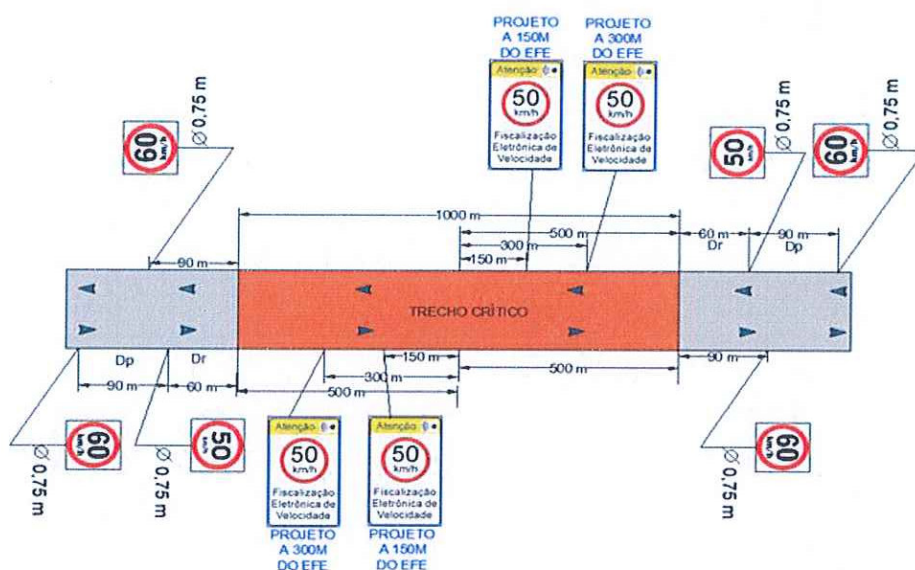 PROJETO
A 150M
DO EFE
PROJETO
A 300M
DO EFE
Atenção
50
km/h
Fiscalização
Eletrônica de
Velocidade
Atenção
50
km/h
Fiscalização
Eletrônica de
Velocidade
60
km/h
Ø 0,75 m
50
km/h
Ø 0,75 m
60
km/h
Ø 0,75 m
1000 m
500 m
60 m
90 m
300 m
Dr
Dp
150 m
90 m
TRECHO CRÍTICO
Dp
Dr
150 m
90 m
90 m
60 m
300 m
500 m
500 m
60
km/h
Ø 0,75 m
50
km/h
Ø 0,75 m
Atenção
50
km/h
Fiscalização
Eletrônica de
Velocidade
PROJETO
A 300M
DO EFE
Atenção
50
km/h
Fiscalização
Eletrônica de
Velocidade
PROJETO
A 150M
DO EFE
Ø 0,75 m
60
km/h